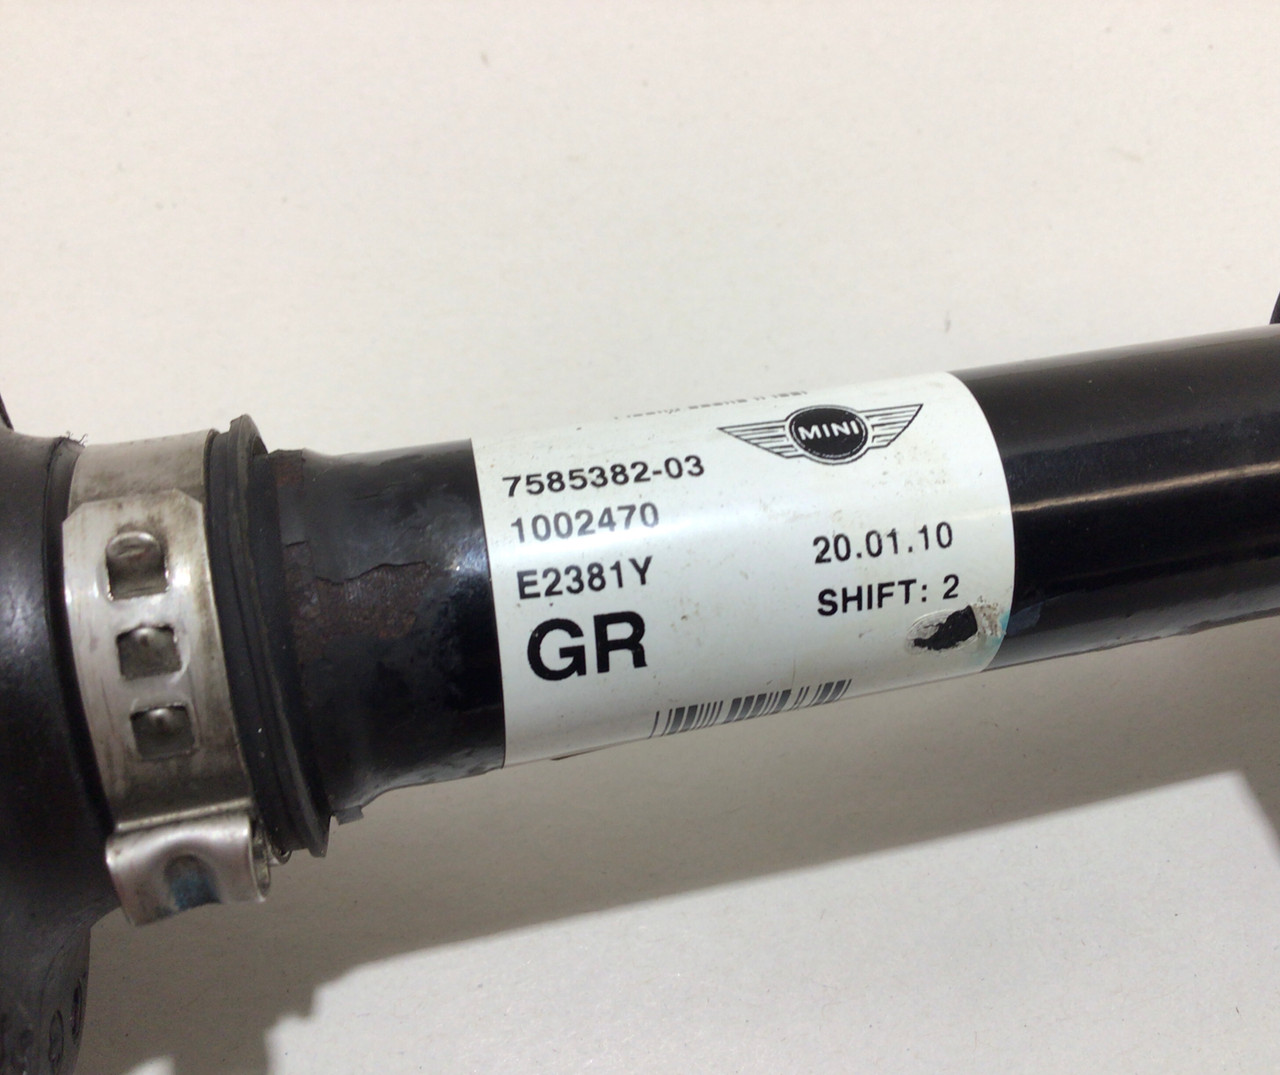 MINI
7585382-03
1002470
E2381Y
GR
20.01.10
SHIFT: 2